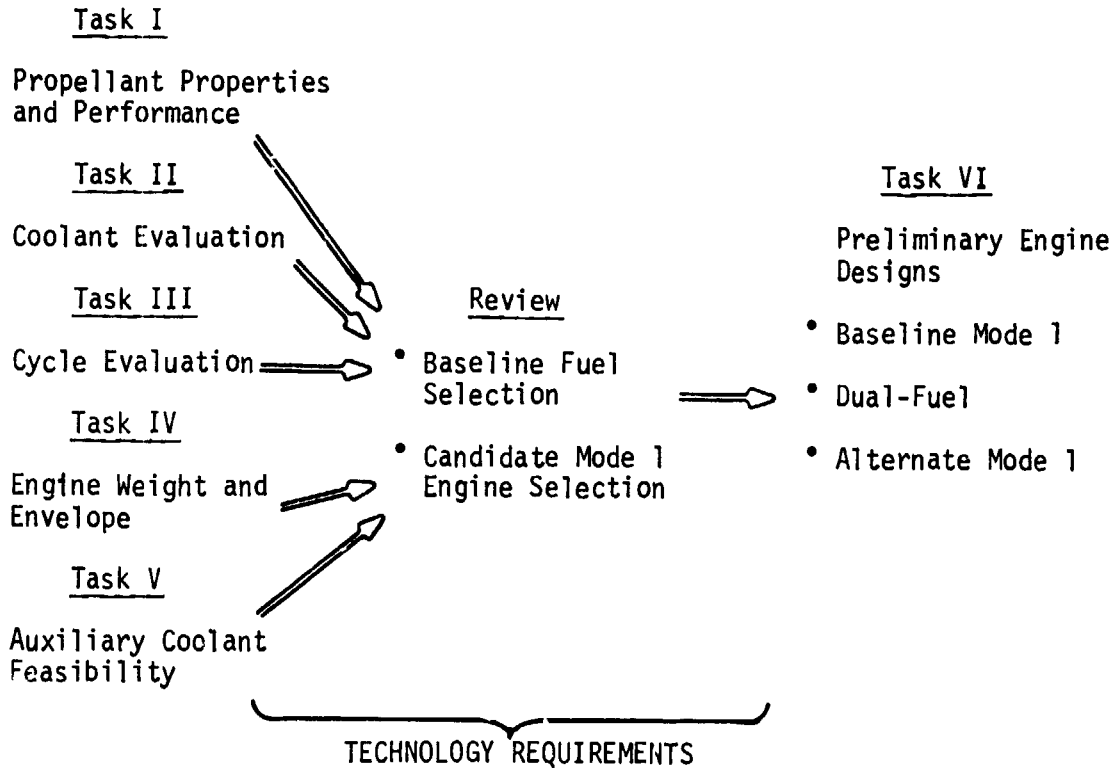 Task I
Propellant Properties
and Performance
Task II
Coolant Evaluation
Task III
Cycle Evaluation
Task IV
Engine Weight and
Envelope
Task V
Auxiliary Coolant
Feasibility
Review
• Baseline Fuel
Selection
• Candidate Mode 1
Engine Selection
Task VI
Preliminary Engine
Designs
• Baseline Mode 1
• Dual-Fuel
• Alternate Mode 1
TECHNOLOGY REQUIREMENTS